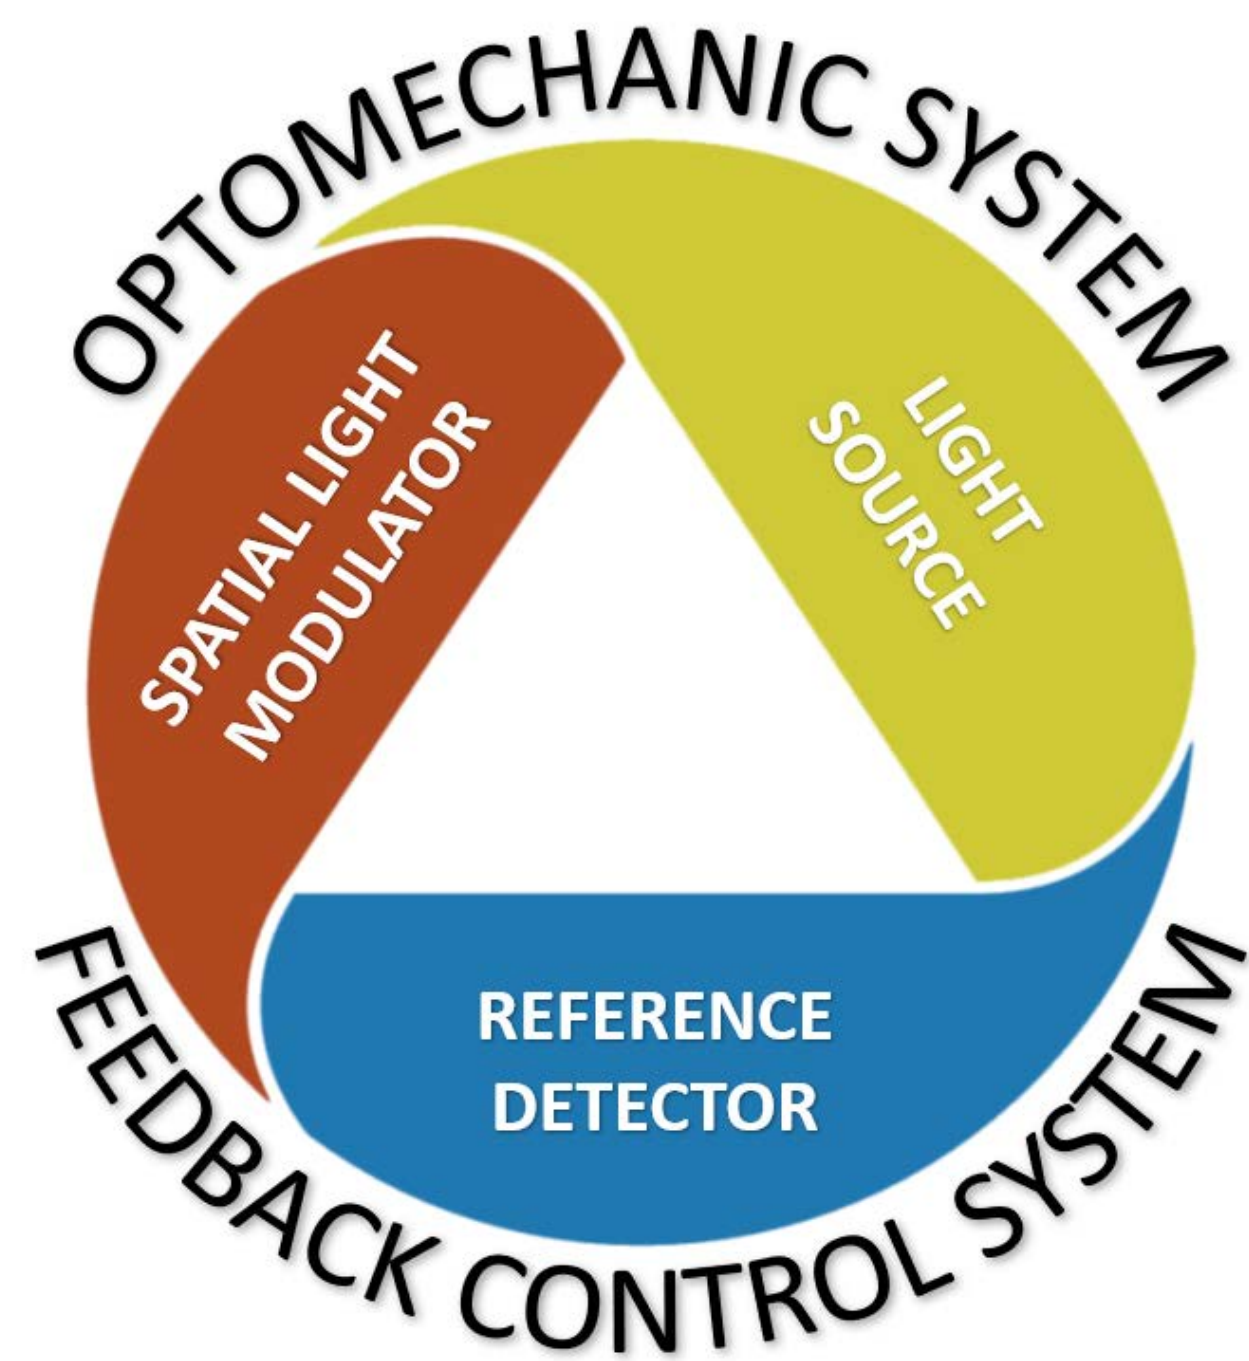 OPTOMECHANIC SYSTEM
SPATIAL LIGHT
MODULATOR
LIGHT
SOURCE
REFERENCE
DETECTOR
FEEDBACK CONTROL SYSTEM